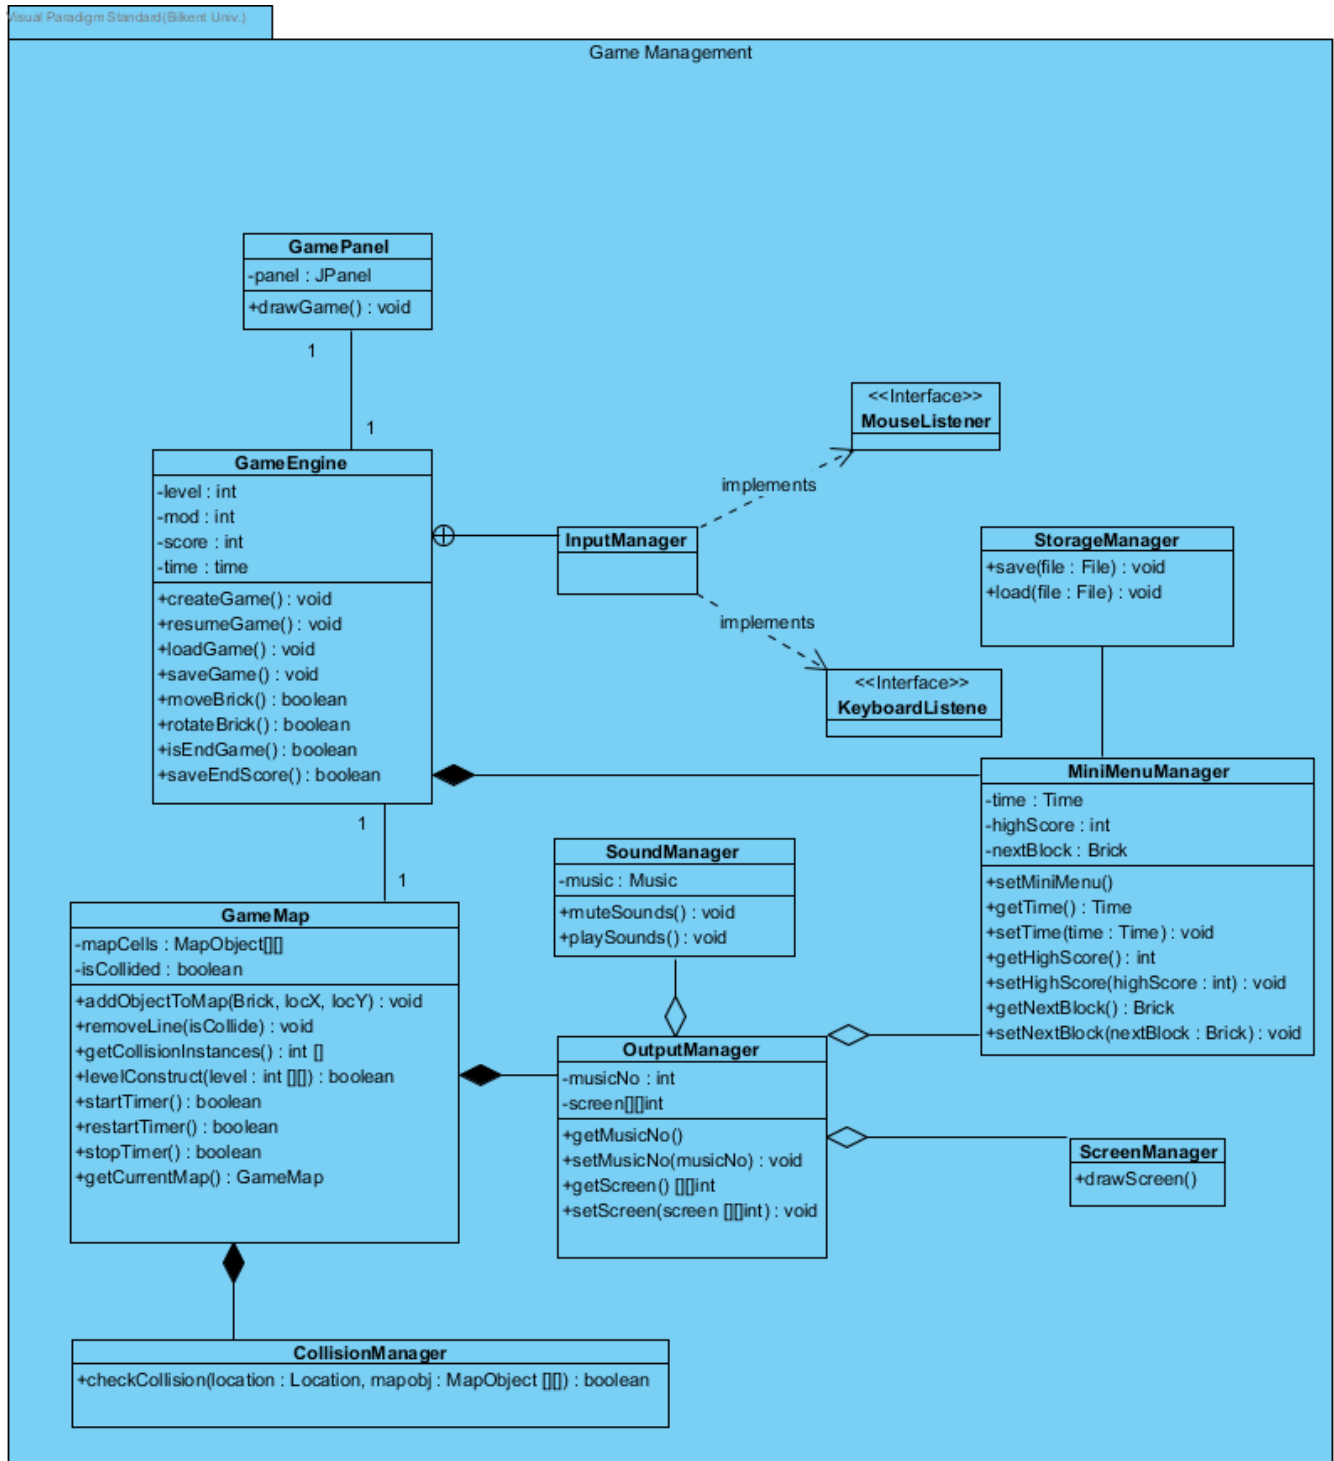 Visual Paradigm Standard(Bilkent Univ.)
Game Management
GamePanel
-panel : JPanel
+drawGame() : void
1
1
<<Interface>>
MouseListener
implements
GameEngine
-level : int
-mod : int
-score : int
-time : time
+createGame() : void
+resumeGame() : void
+loadGame() : void
+saveGame() : void
+moveBrick() : boolean
+rotateBrick() : boolean
+isEndGame() : boolean
+saveEndScore() : boolean
InputManager
implements
<<Interface>>
KeyboardListene
StorageManager
+save(file : File) : void
+load(file : File) : void
MiniMenuManager
-time : Time
-highScore : int
-nextBlock : Brick
+setMiniMenu()
+getTime() : Time
+setTime(time : Time) : void
+getHighScore() : int
+setHighScore(highScore : int) : void
+getNextBlock() : Brick
+setNextBlock(nextBlock : Brick) : void
1
1
SoundManager
-music : Music
+muteSounds() : void
+playSounds() : void
GameMap
-mapCells : MapObject[][]
-isCollided : boolean
+addObjectToMap(Brick, locX, locY) : void
+removeLine(isCollide) : void
+getCollisionInstances() : int []
+levelConstruct(level : int [][]) : boolean
+startTimer() : boolean
+restartTimer() : boolean
+stopTimer() : boolean
+getCurrentMap() : GameMap
OutputManager
-musicNo : int
-screen[][]int
+getMusicNo()
+setMusicNo(musicNo) : void
+getScreen() [][]int
+setScreen(screen [][]int) : void
ScreenManager
+drawScreen()
CollisionManager
+checkCollision(location : Location, mapobj : MapObject [][]) : boolean